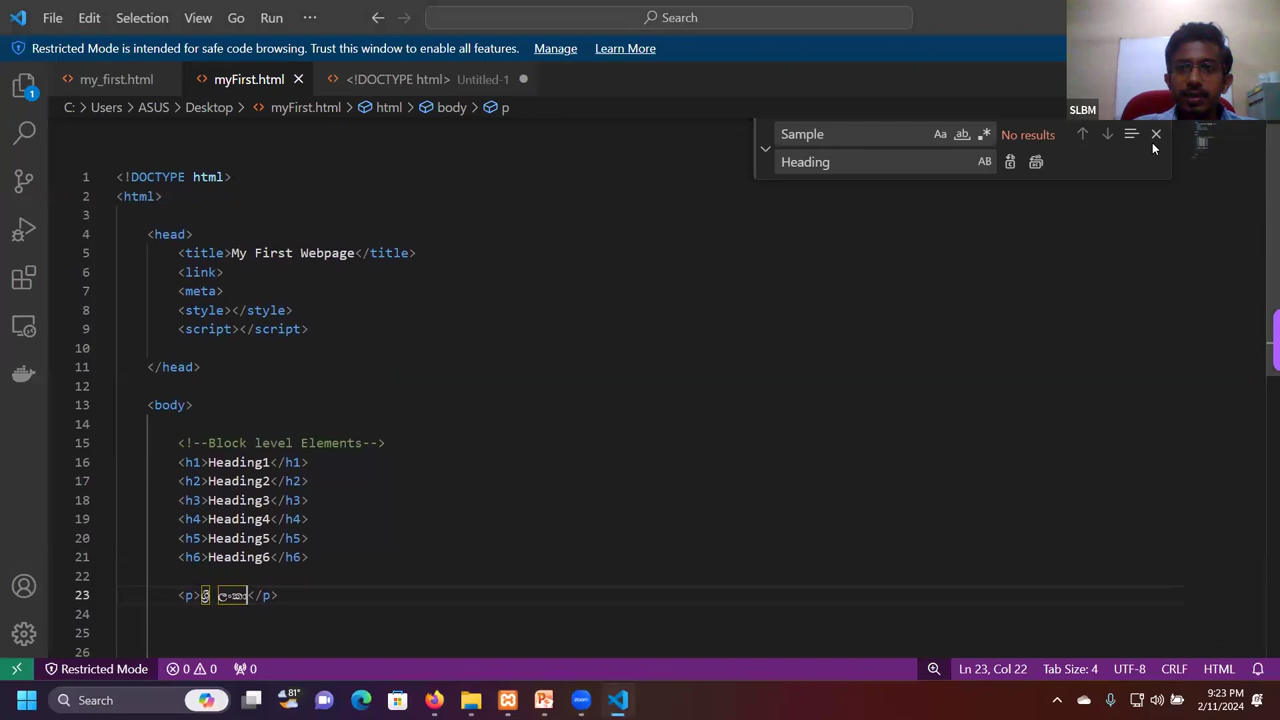 File Edit Selection View Go Run ··· Search
Restricted Mode is intended for safe code browsing. Trust this window to enable all features. Manage Learn More
my_first.html myFirst.html <!DOCTYPE html> Untitled-1
SLBM
C: > Users > ASUS > Desktop > myFirst.html > html > body > p
Sample Aa ab .* No results
Heading AB
1 <!DOCTYPE html>
2 <html>
3
4 <head>
5 <title>My First Webpage</title>
6 <link>
7 <meta>
8 <style></style>
9 <script></script>
10
11 </head>
12
13 <body>
14
15 <!--Block level Elements-->
16 <h1>Heading1</h1>
17 <h2>Heading2</h2>
18 <h3>Heading3</h3>
19 <h4>Heading4</h4>
20 <h5>Heading5</h5>
21 <h6>Heading6</h6>
22
23 <p>ශ්‍රී ලංකා</p>
24
25
26
1
Restricted Mode 0 0 0 Ln 23, Col 22 Tab Size: 4 UTF-8 CRLF HTML
Search 81° 9:23 PM
2/11/2024